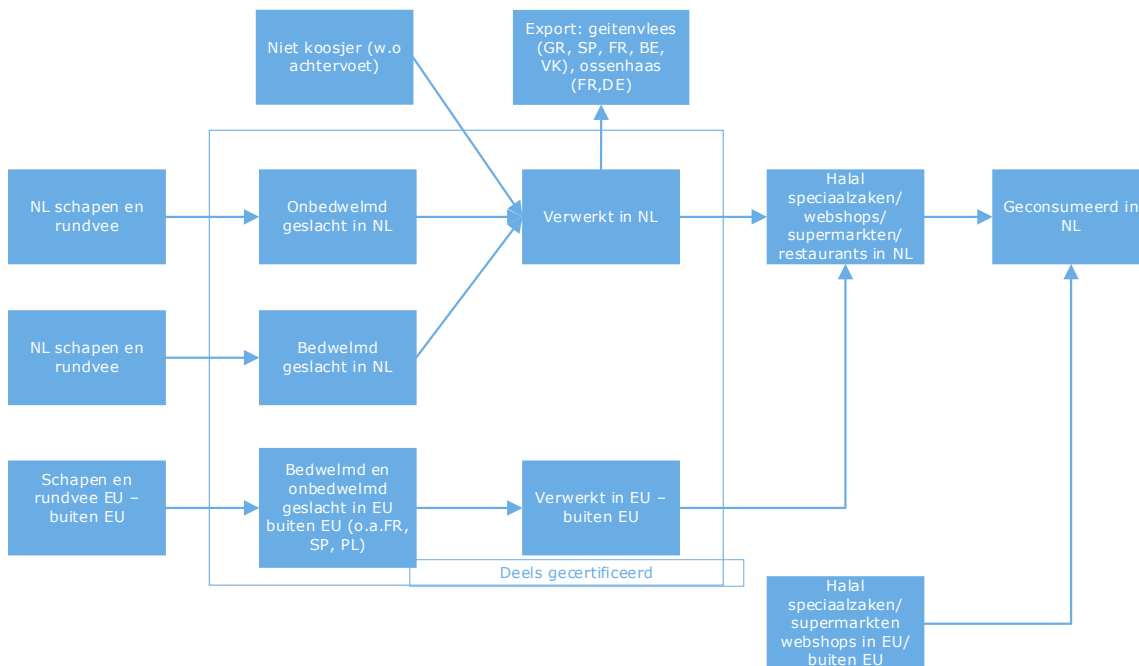 Niet koosjer (w.o
achtervoet)
Export: geitenvlees
(GR, SP, FR, BE,
VK), ossenhaas
(FR,DE)
NL schapen en
rundvee
Onbedwelmd
geslacht in NL
Verwerkt in NL
Halal
speciaalzaken/
webshops/
supermarkten/
restaurants in NL
Geconsumeerd in
NL
NL schapen en
rundvee
Bedwelmd
geslacht in NL
Schapen en
rundvee EU –
buiten EU
Bedwelmd en
onbedwelmd
geslacht in EU
buiten EU (o.a.FR,
SP, PL)
Verwerkt in EU –
buiten EU
Deels gecertificeerd
Halal
speciaalzaken/
supermarkten
webshops in EU/
buiten EU